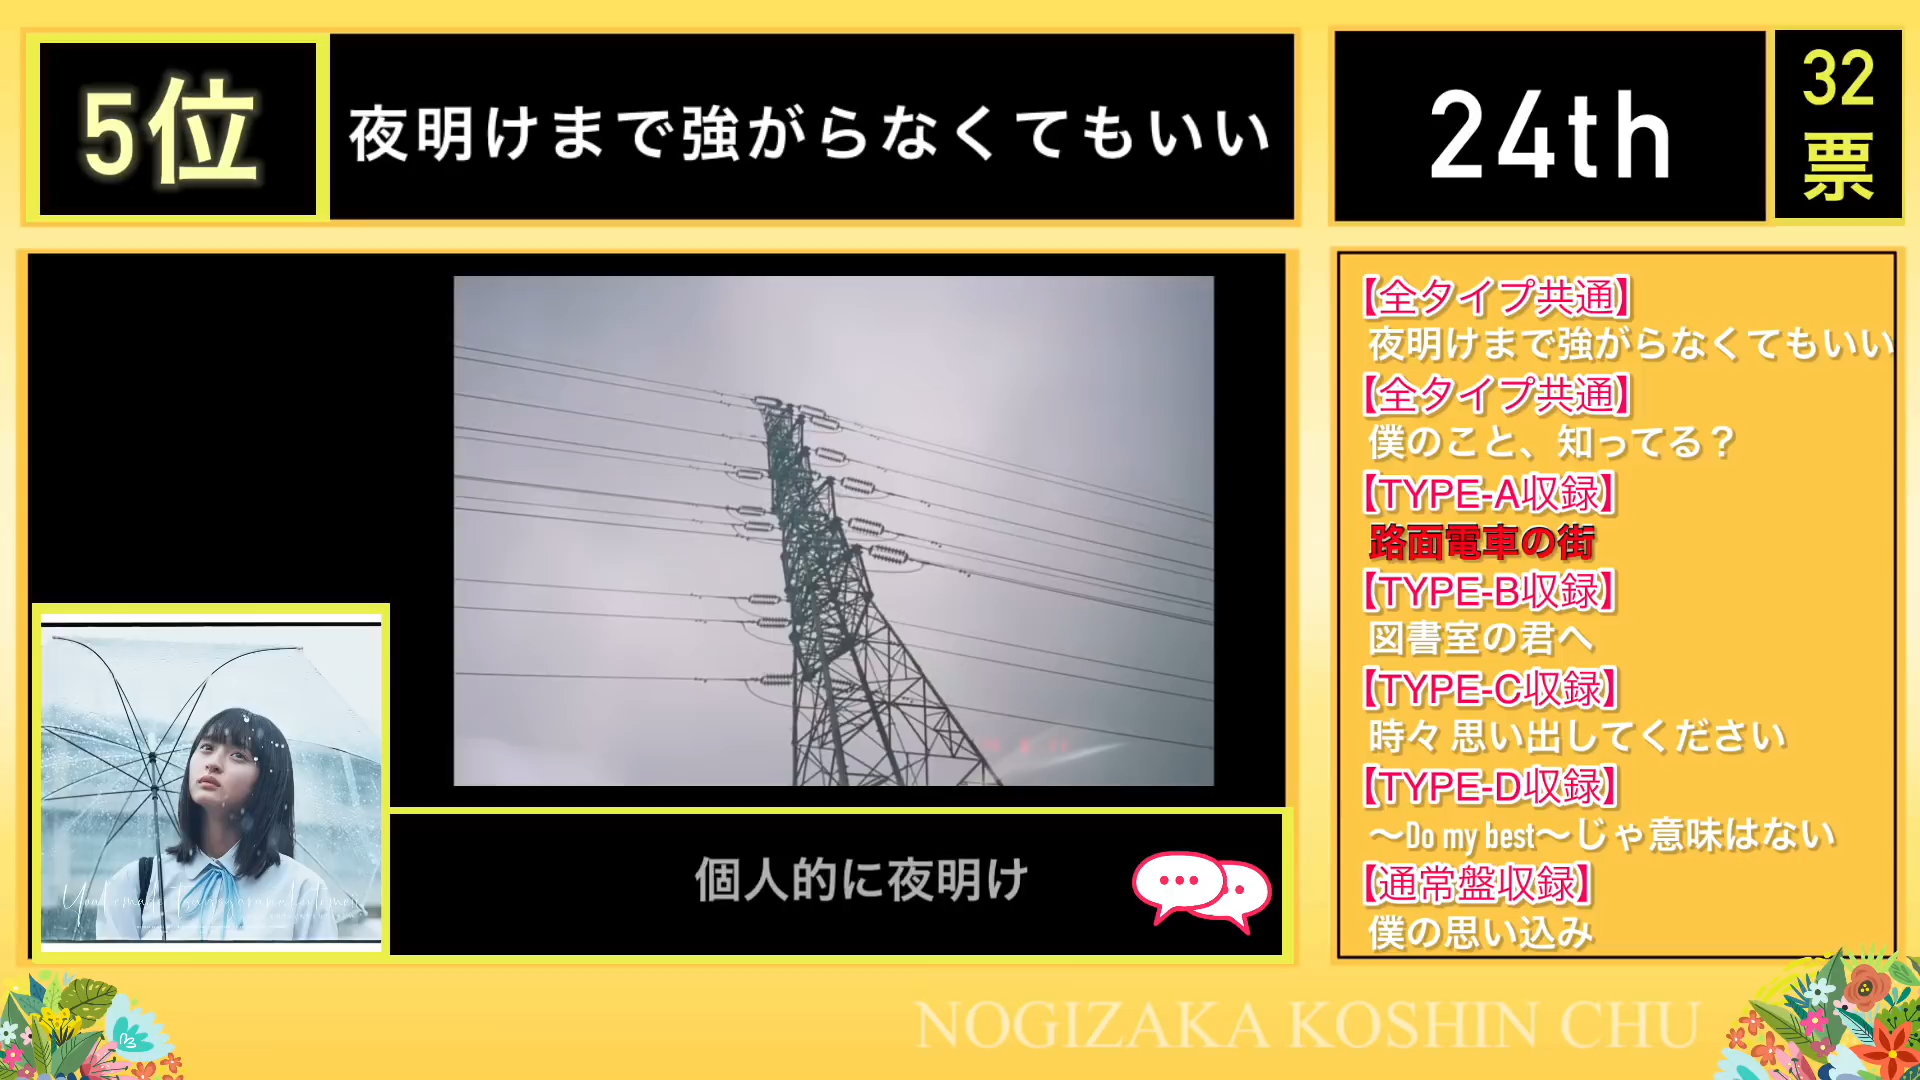 5位
夜明けまで強がらなくてもいい
24th
32
票
【全タイプ共通】
夜明けまで強がらなくてもいい
【全タイプ共通】
僕のこと、知ってる？
【TYPE-A収録】
路面電車の街
【TYPE-B収録】
図書室の君へ
【TYPE-C収録】
時々 思い出してください
【TYPE-D収録】
～Do my best～じゃ意味はない
【通常盤収録】
僕の思い込み
個人的に夜明け
NOGIZAKA KOSHIN CHU